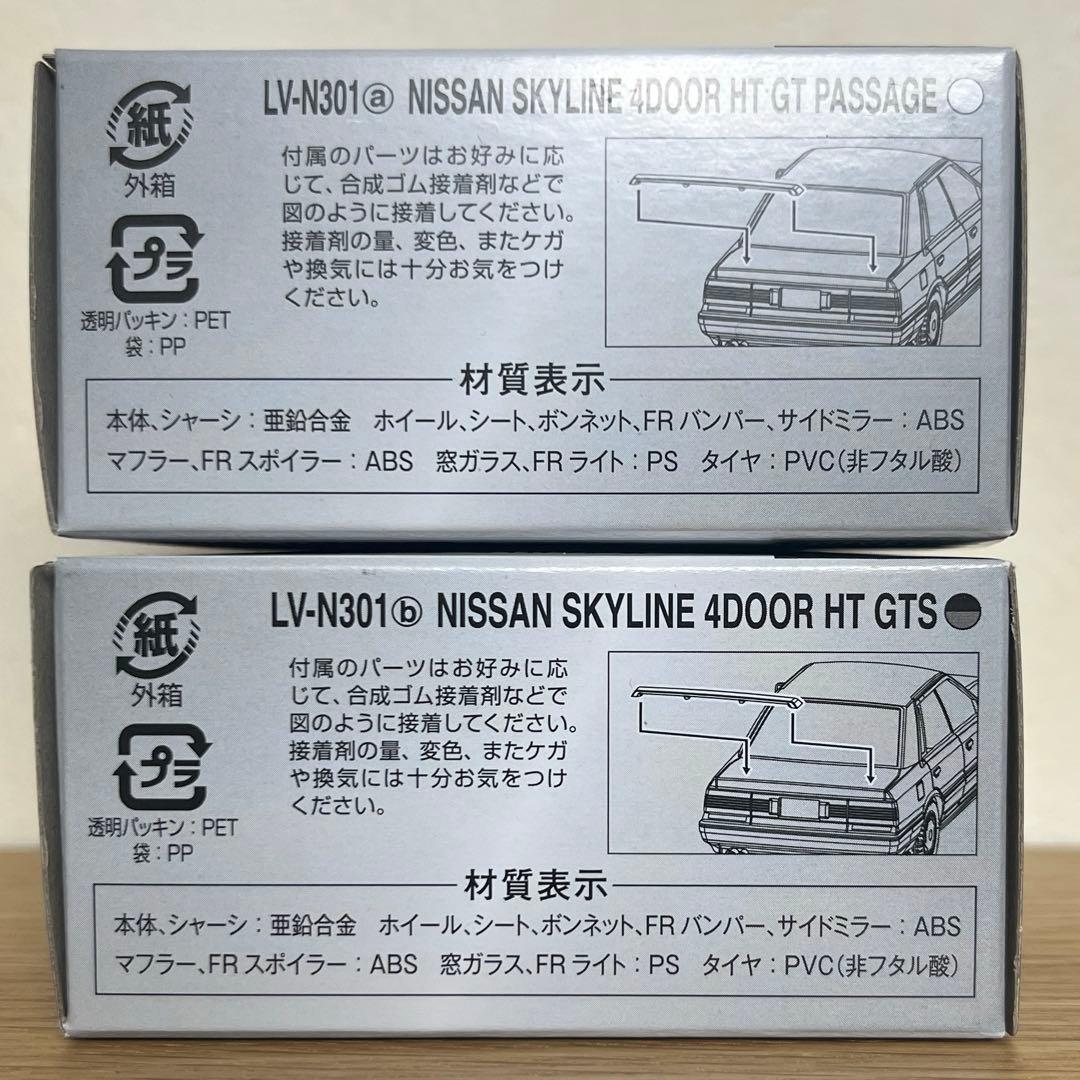 LV-N301ⓐ NISSAN SKYLINE 4DOOR HT GT PASSAGE
紙
外箱
プラ
透明パッキン：PET
袋：PP
付属のパーツはお好みに応
じて、合成ゴム接着剤などで
図のように接着してください。
接着剤の量、変色、またケガ
や換気には十分お気をつけ
ください。
材質表示
本体、シャーシ：亜鉛合金 ホイール、シート、ボンネット、FRバンパー、サイドミラー：ABS
マフラー、FRスポイラー：ABS 窓ガラス、FRライト：PS タイヤ：PVC（非フタル酸）
LV-N301ⓑ NISSAN SKYLINE 4DOOR HT GTS
紙
外箱
プラ
透明パッキン：PET
袋：PP
付属のパーツはお好みに応
じて、合成ゴム接着剤などで
図のように接着してください。
接着剤の量、変色、またケガ
や換気には十分お気をつけ
ください。
材質表示
本体、シャーシ：亜鉛合金 ホイール、シート、ボンネット、FRバンパー、サイドミラー：ABS
マフラー、FRスポイラー：ABS 窓ガラス、FRライト：PS タイヤ：PVC（非フタル酸）